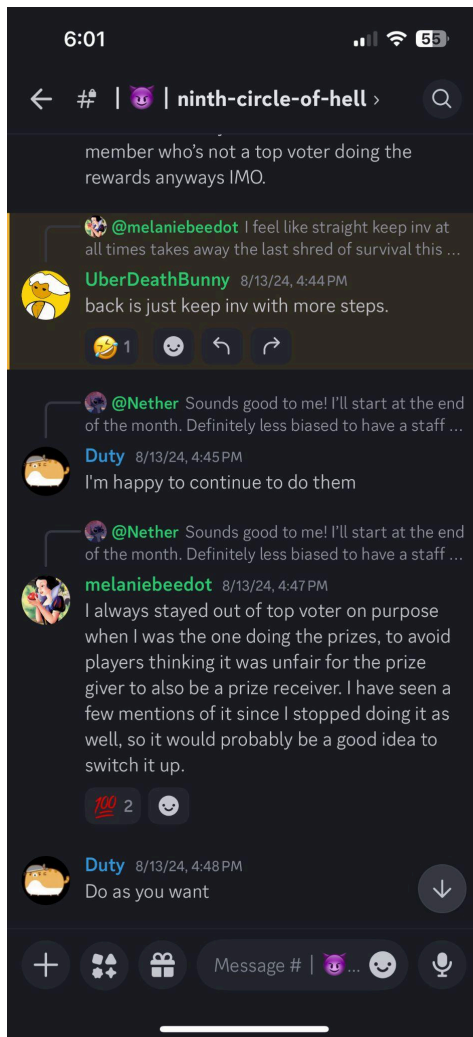 6:01
55
# | 😈 | ninth-circle-of-hell ›
member who's not a top voter doing the
rewards anyways IMO.
@melaniebeedot I feel like straight keep inv at
all times takes away the last shred of survival this ...
UberDeathBunny 8/13/24, 4:44 PM
back is just keep inv with more steps.
🤣 1
@Nether Sounds good to me! I'll start at the end
of the month. Definitely less biased to have a staff ...
Duty 8/13/24, 4:45 PM
I'm happy to continue to do them
@Nether Sounds good to me! I'll start at the end
of the month. Definitely less biased to have a staff ...
melaniebeedot 8/13/24, 4:47 PM
I always stayed out of top voter on purpose
when I was the one doing the prizes, to avoid
players thinking it was unfair for the prize
giver to also be a prize receiver. I have seen a
few mentions of it since I stopped doing it as
well, so it would probably be a good idea to
switch it up.
💯 2
Duty 8/13/24, 4:48 PM
Do as you want
Message # | 😈 ...